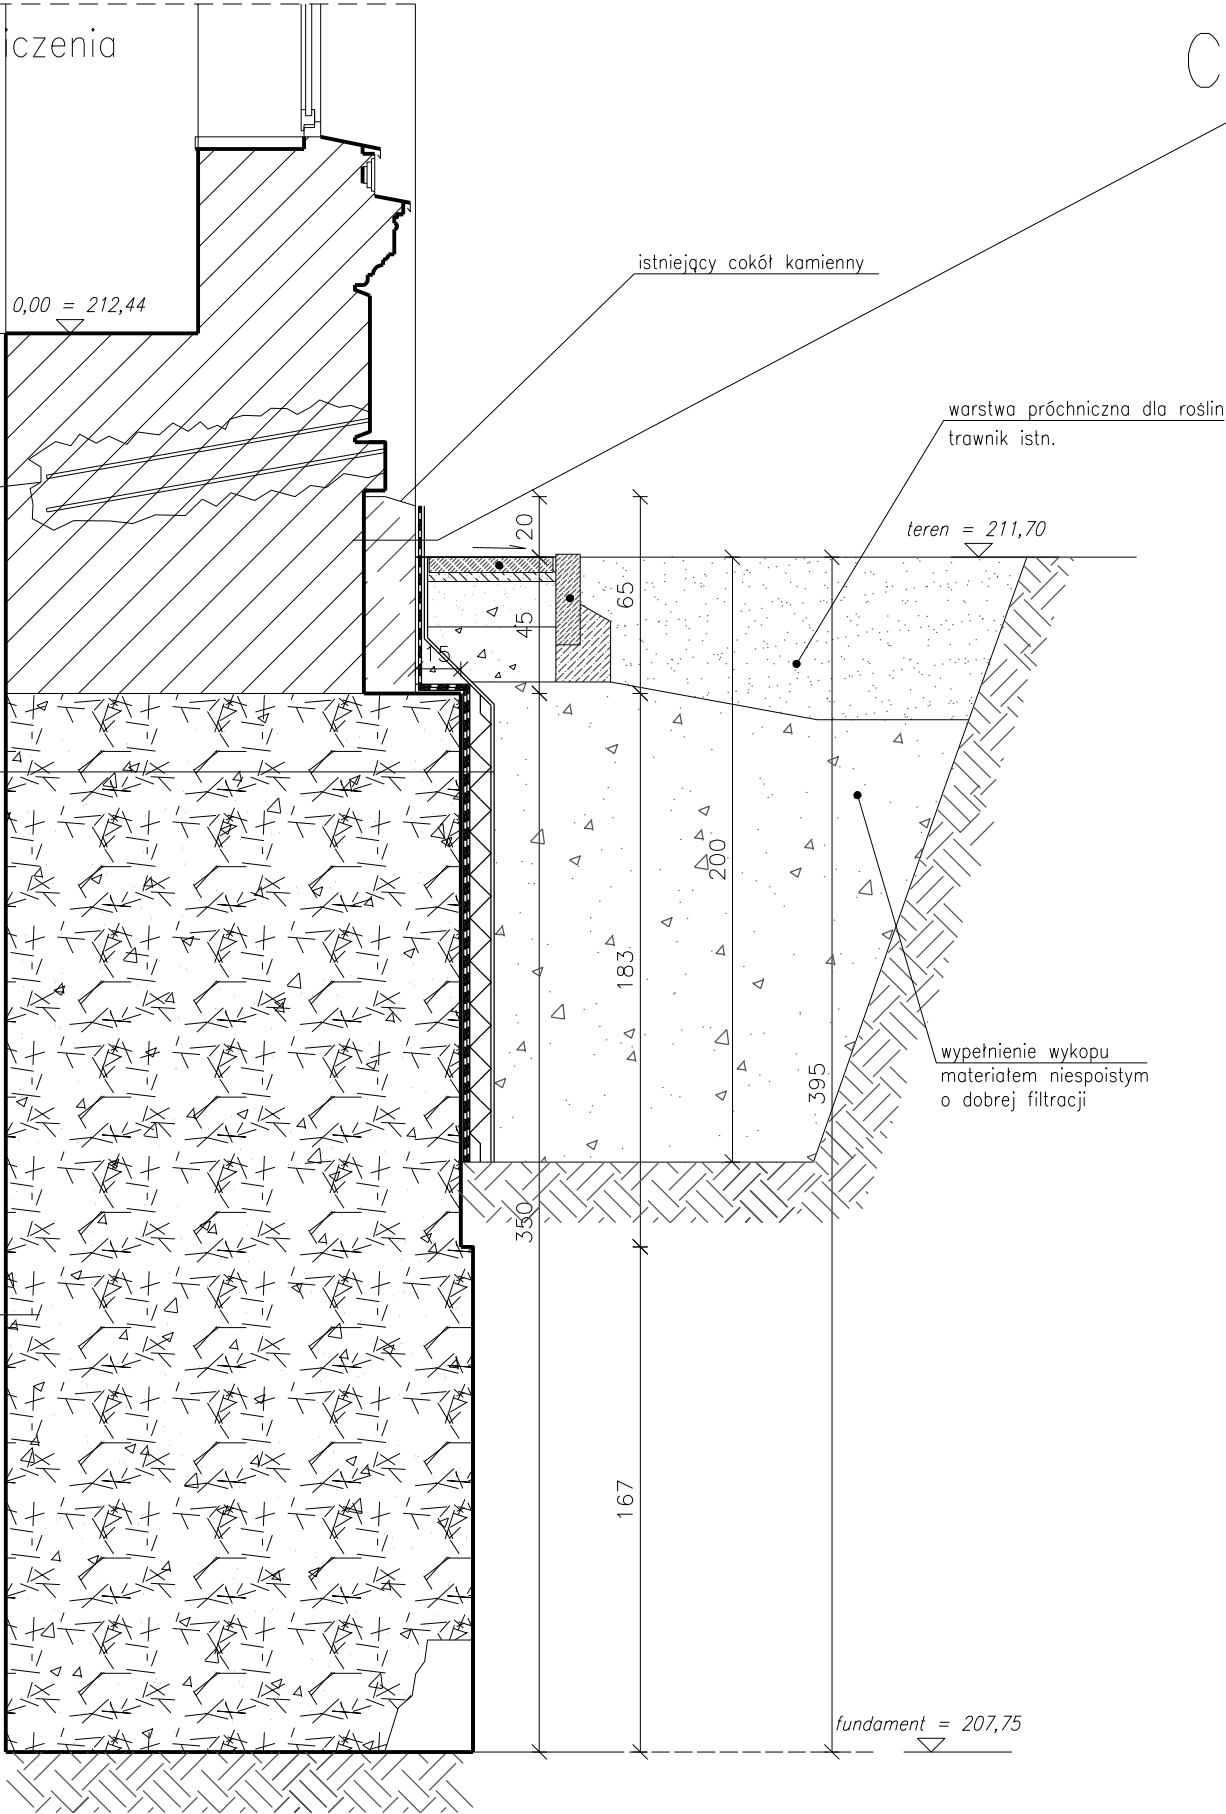 iczenia
C
istniejący cokół kamienny
0,00 = 212,44
warstwa próchniczna dla roślin
trawnik istn.
teren = 211,70
20
65
45
15
200
183
wypełnienie wykopu
materiałem niespoistym
o dobrej filtracji
395
350
167
fundament = 207,75